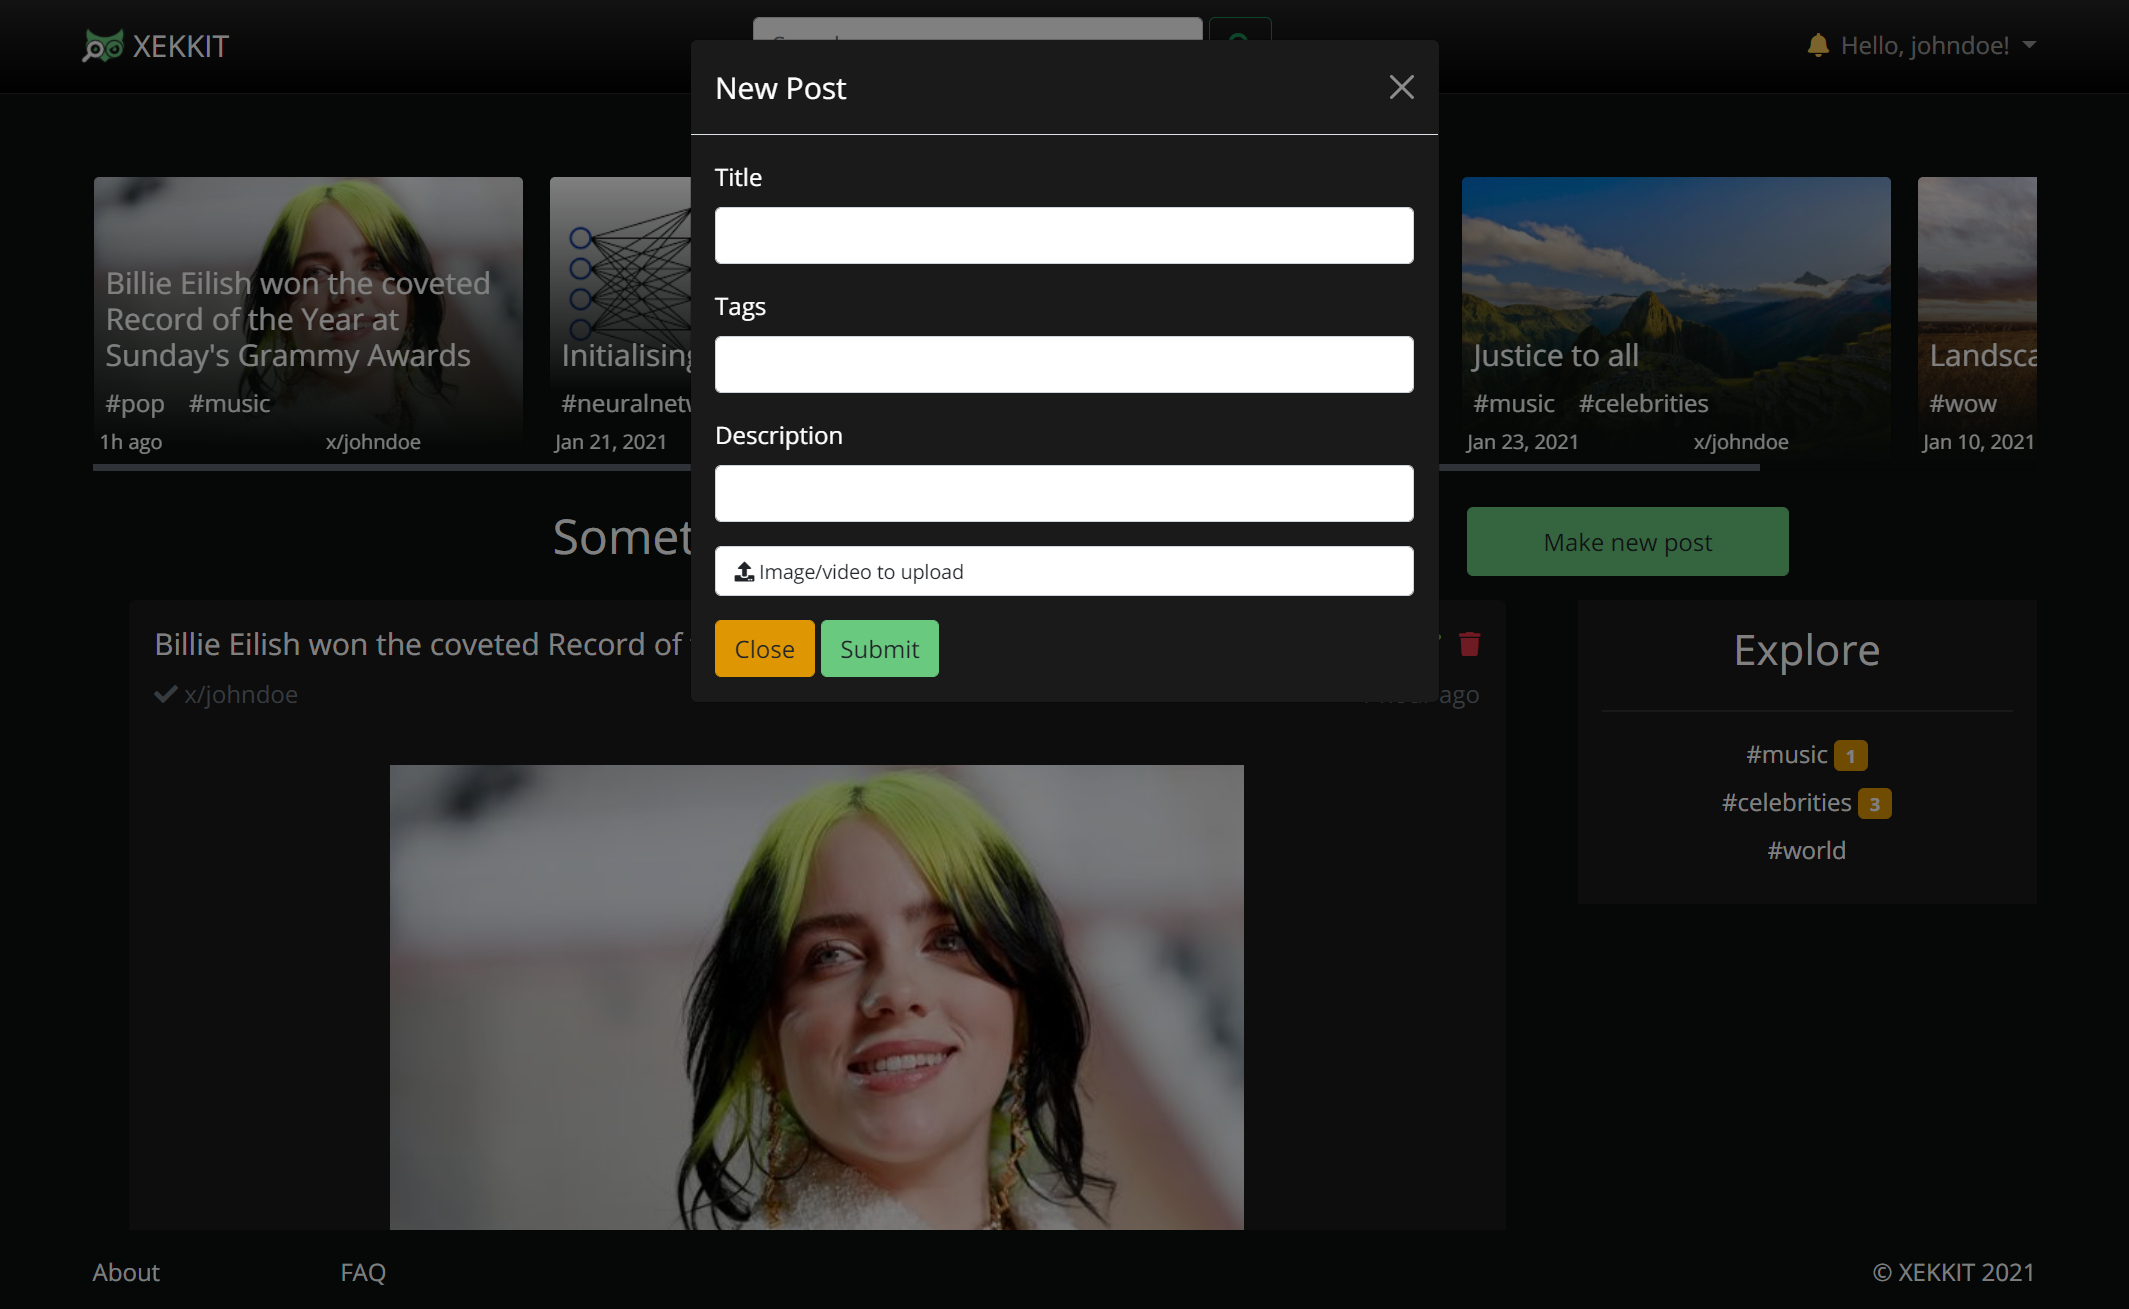 XEKKIT
Hello, johndoe!
New Post
Title
Tags
Description
Image/video to upload
Close Submit
Billie Eilish won the coveted
Record of the Year at
Sunday's Grammy Awards
#pop #music
1h ago x/johndoe
Initialising
Jan 21, 2021
Justice to all
#music #celebrities
Jan 23, 2021 x/johndoe
#wow
Jan 10, 2021
Make new post
Billie Eilish won the coveted Record of
x/johndoe
ago
Explore
#music 1
#celebrities 3
#world
About FAQ © XEKKIT 2021